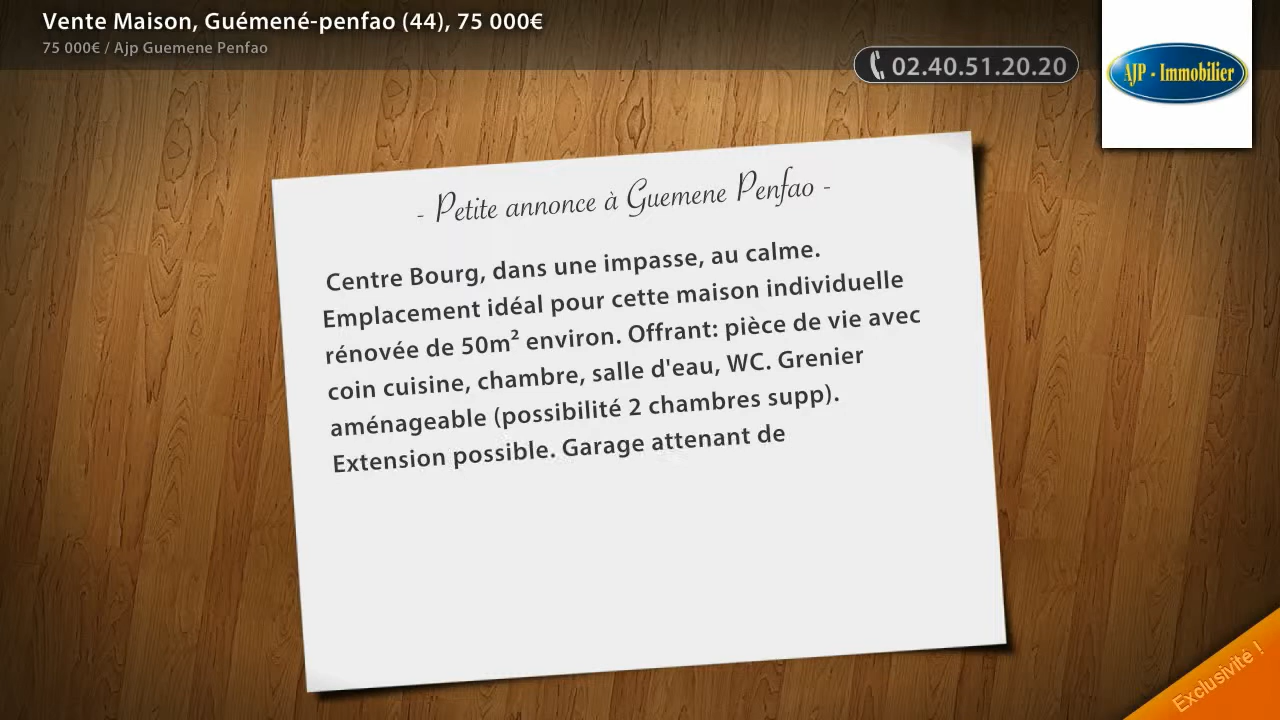 Vente Maison, Guémené-penfao (44), 75 000€
75 000€ / Ajp Guemene Penfao
02.40.51.20.20
AJP - Immobilier
- Petite annonce à Guemene Penfao -
Centre Bourg, dans une impasse, au calme.
Emplacement idéal pour cette maison individuelle
rénovée de 50m² environ. Offrant: pièce de vie avec
coin cuisine, chambre, salle d'eau, WC. Grenier
aménageable (possibilité 2 chambres supp).
Extension possible. Garage attenant de
Exclusivité !